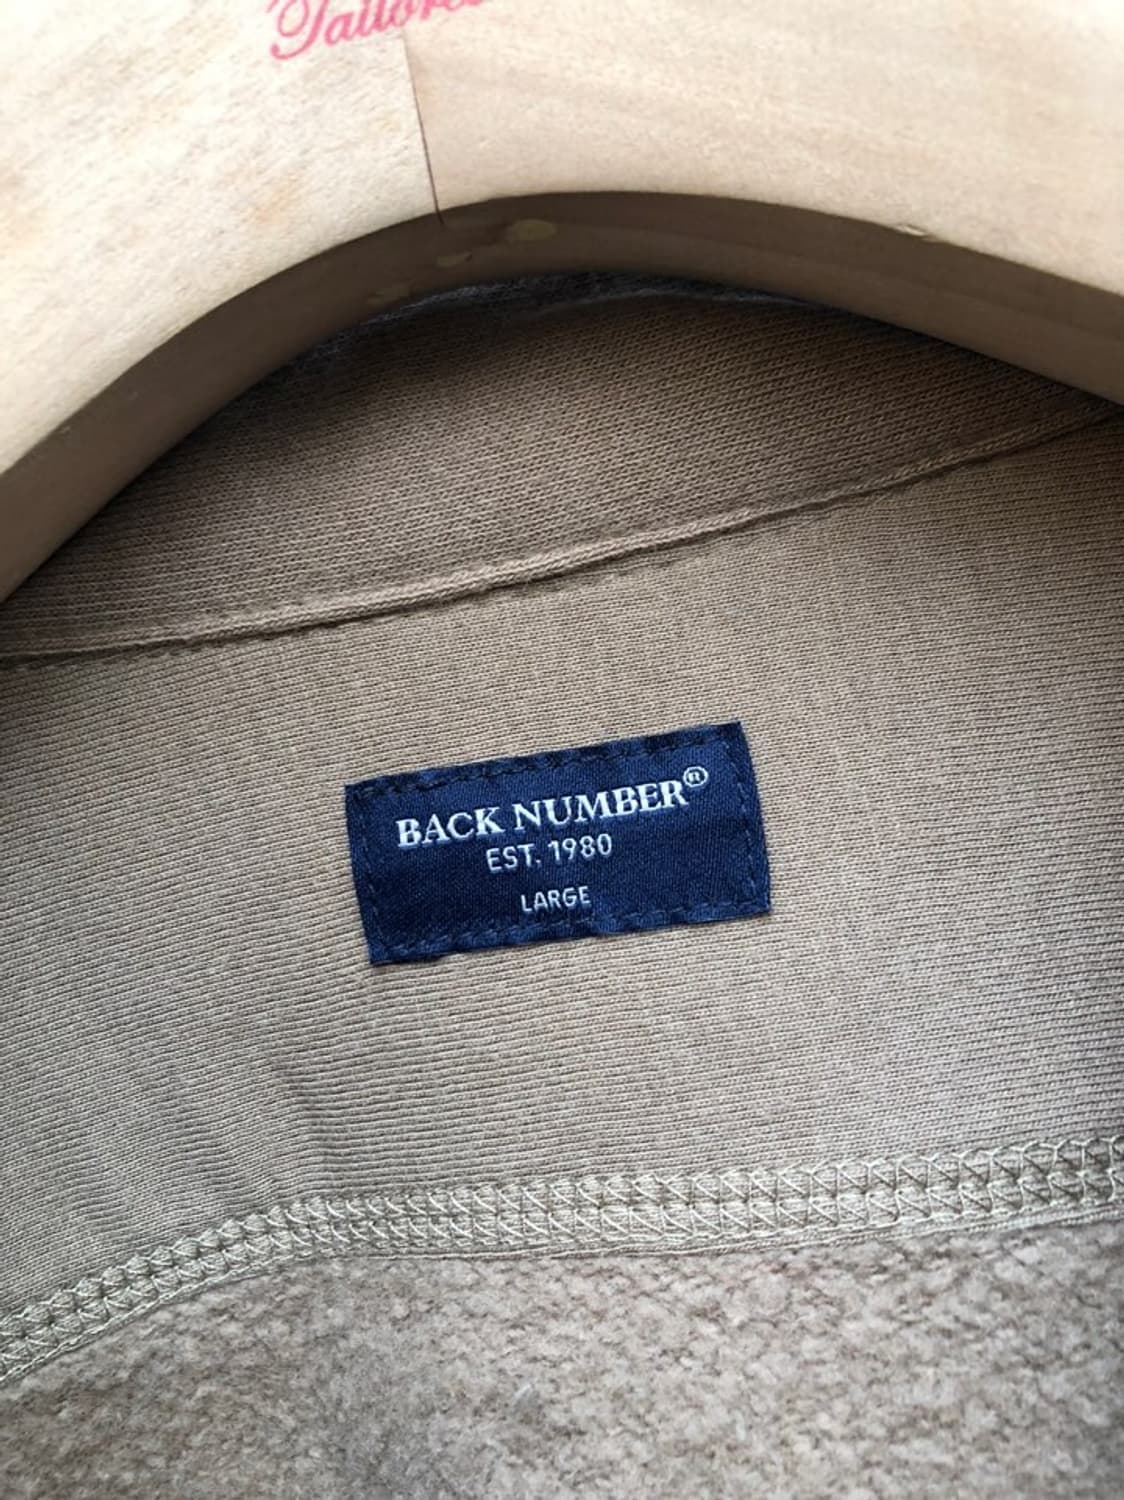 BACK NUMBER®
EST. 1980
LARGE